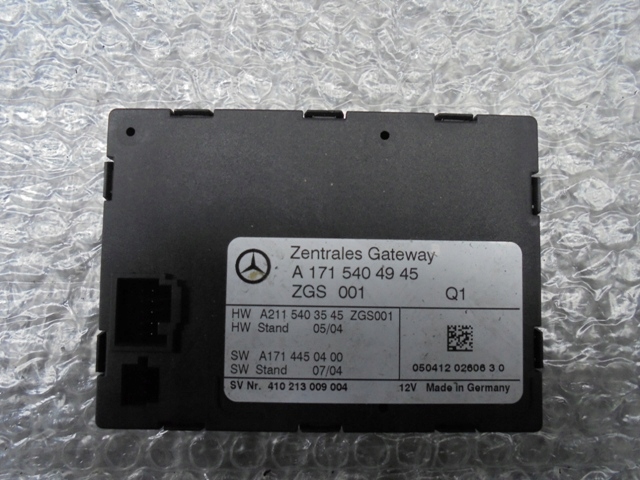 Zentrales Gateway
A 171 540 49 45
ZGS 001 Q1
HW A211 540 35 45 ZGS001
HW Stand 05/04
SW A171 445 04 00
SW Stand 07/04
050412 02606 3 0
SV Nr. 410 213 009 004 12V Made in Germany